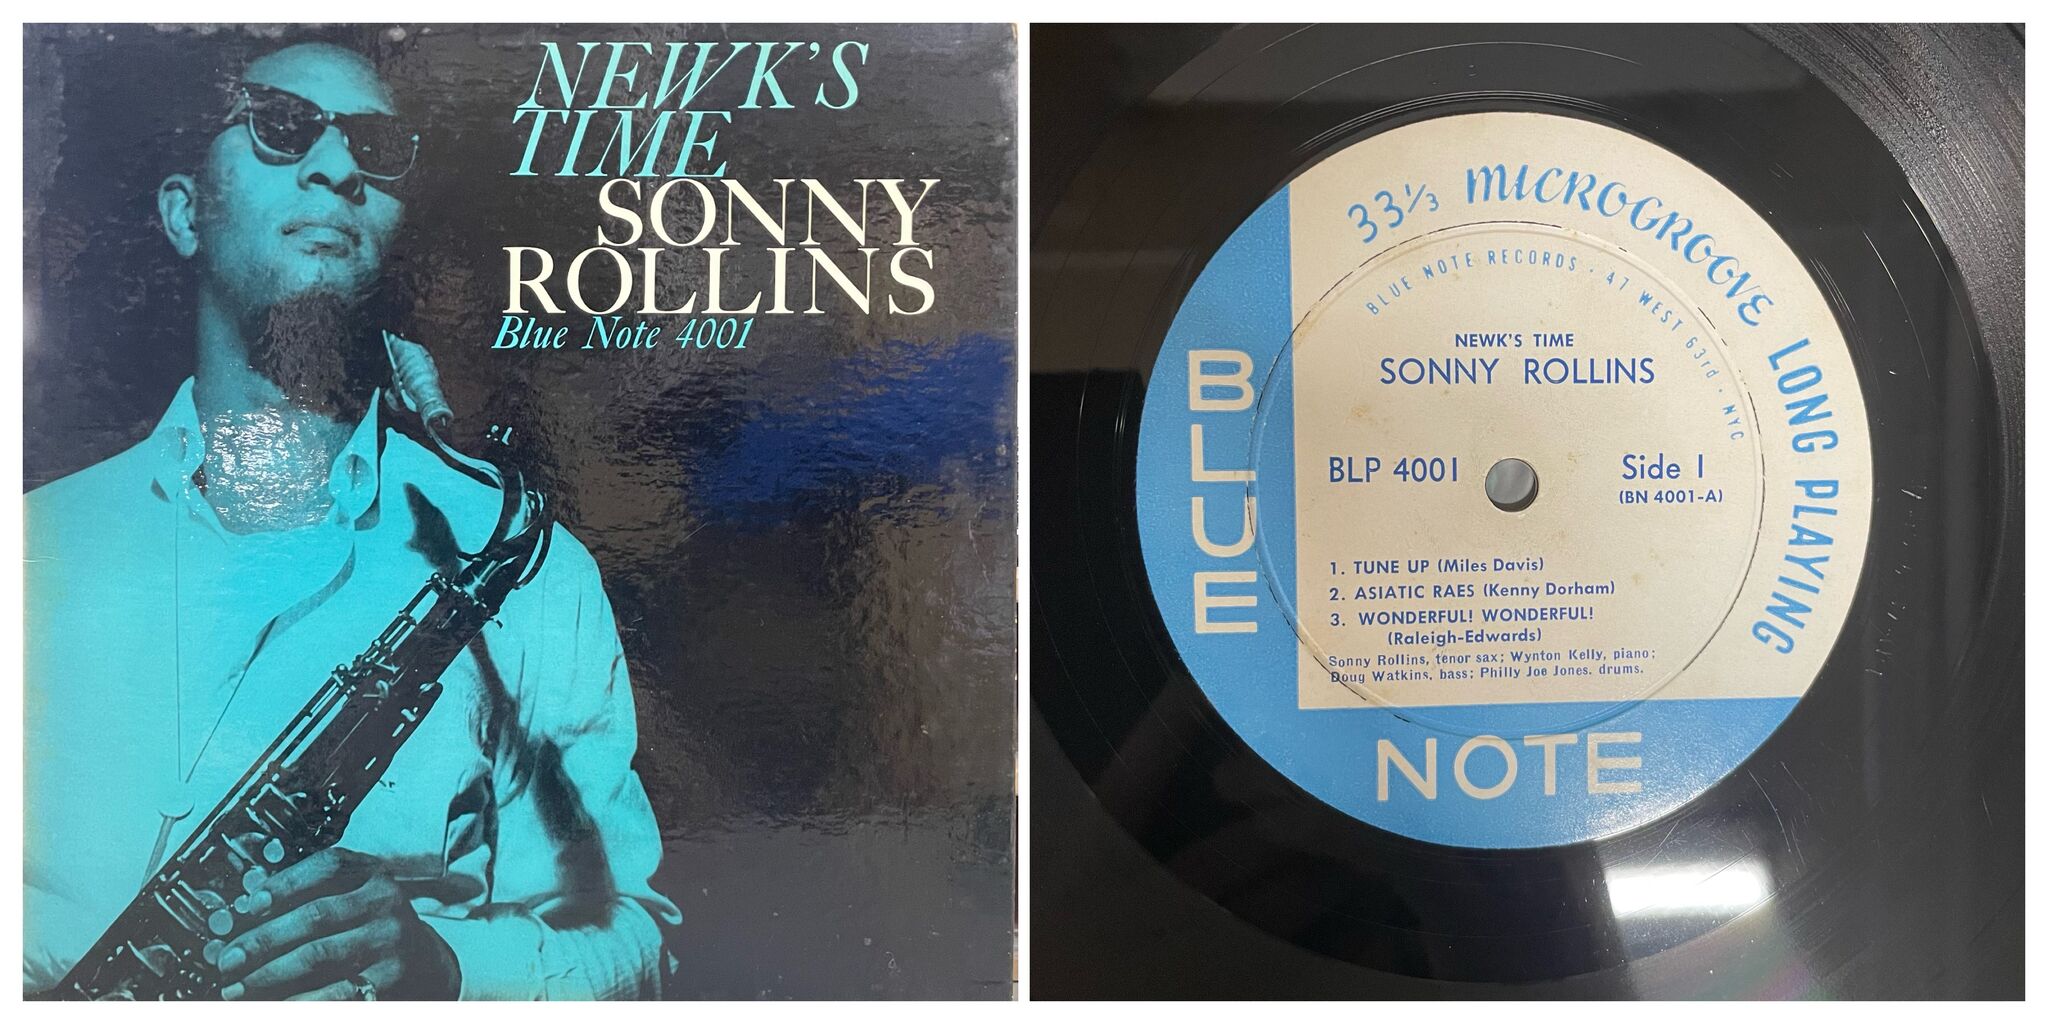 NEWK'S
TIME
SONNY
ROLLINS
Blue Note 4001
33⅓ MICROGROOVE LONG PLAYING
BLUE NOTE RECORDS · 47 WEST 63rd · NYC
NEWK'S TIME
SONNY ROLLINS
BLP 4001
Side 1
(BN 4001-A)
1. TUNE UP (Miles Davis)
2. ASIATIC RAES (Kenny Dorham)
3. WONDERFUL! WONDERFUL!
(Raleigh-Edwards)
Sonny Rollins, tenor sax; Wynton Kelly, piano;
Doug Watkins, bass; Philly Joe Jones. drums.
BLUE
NOTE